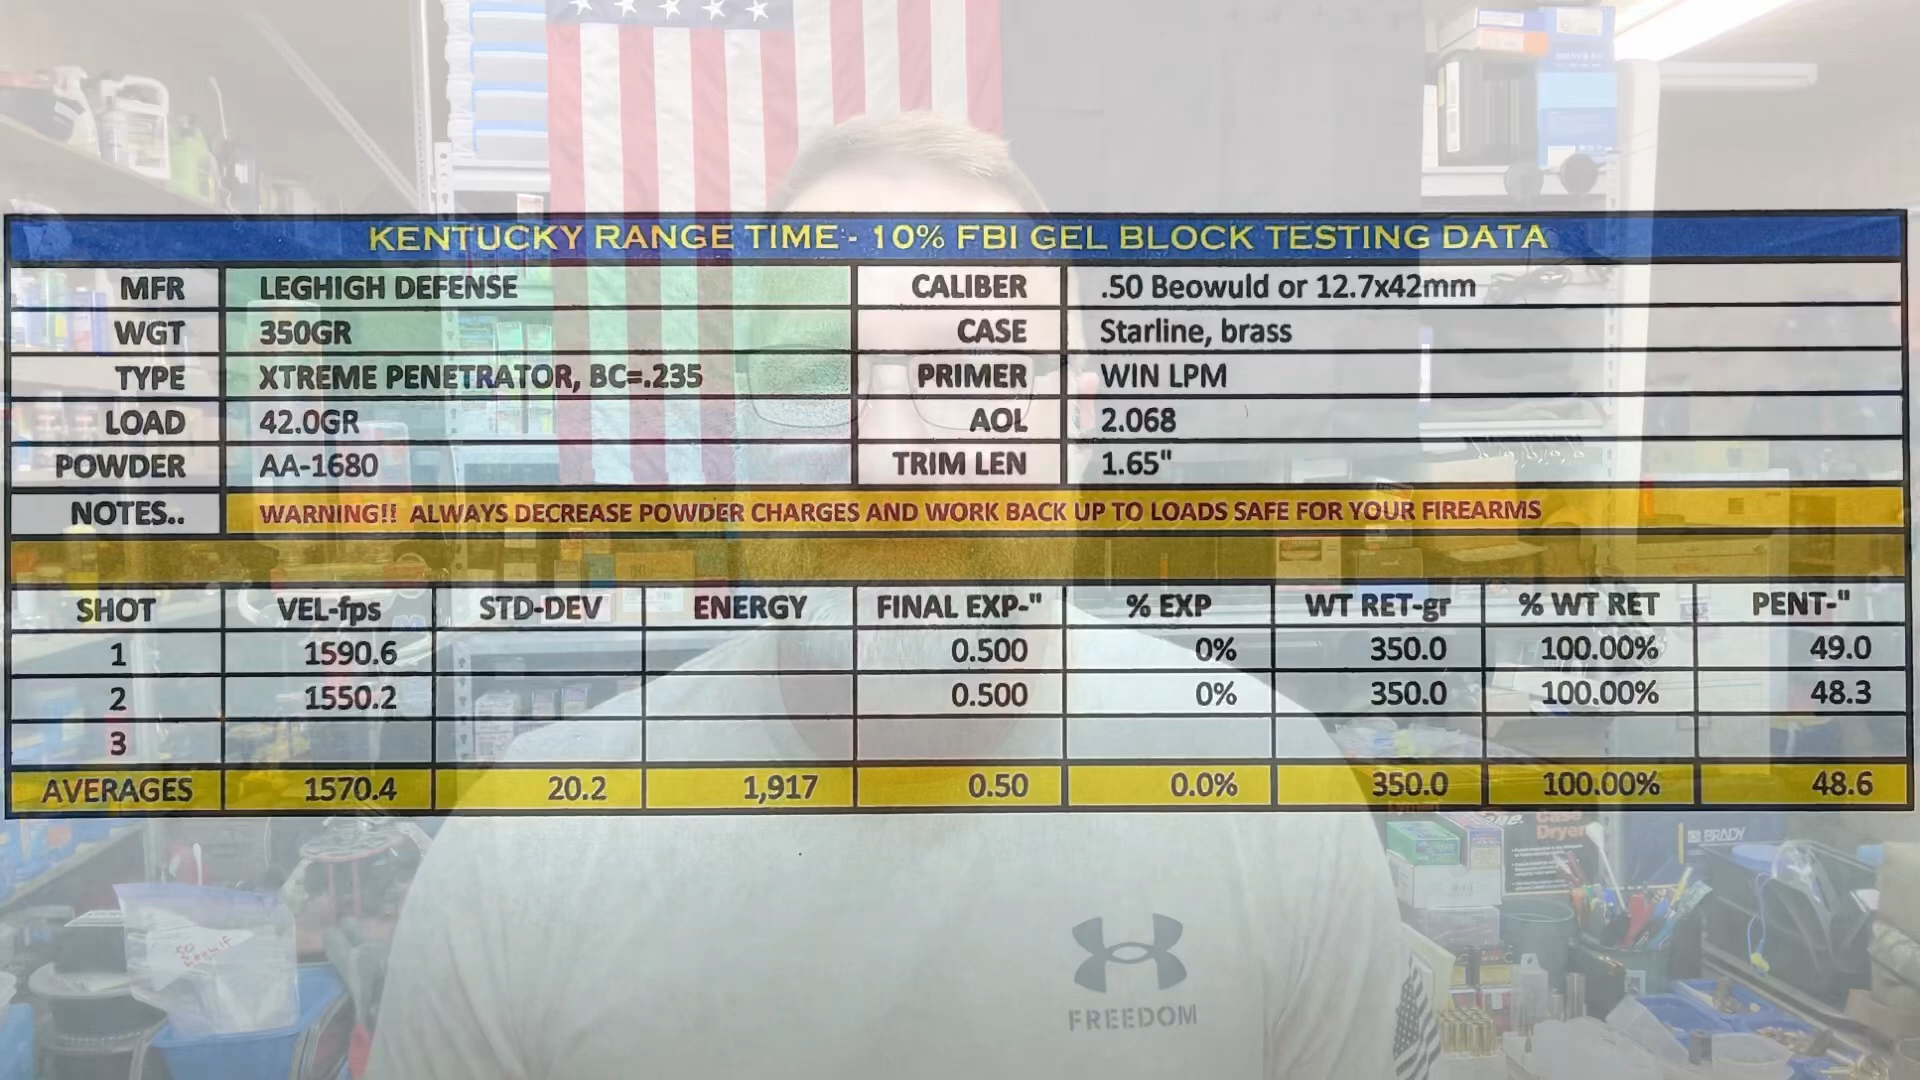 KENTUCKY RANGE TIME - 10% FBI GEL BLOCK TESTING DATA
MFR LEGHIGH DEFENSE CALIBER .50 Beowuld or 12.7x42mm
WGT 350GR CASE Starline, brass
TYPE XTREME PENETRATOR, BC=.235 PRIMER WIN LPM
LOAD 42.0GR AOL 2.068
POWDER AA-1680 TRIM LEN 1.65"
NOTES.. WARNING!! ALWAYS DECREASE POWDER CHARGES AND WORK BACK UP TO LOADS SAFE FOR YOUR FIREARMS
SHOT VEL-fps STD-DEV ENERGY FINAL EXP-" % EXP WT RET-gr % WT RET PENT-"
1 1590.6 0.500 0% 350.0 100.00% 49.0
2 1550.2 0.500 0% 350.0 100.00% 48.3
3
AVERAGES 1570.4 20.2 1,917 0.50 0.0% 350.0 100.00% 48.6
Case
Dryer
BRADY
50
FREEDOM